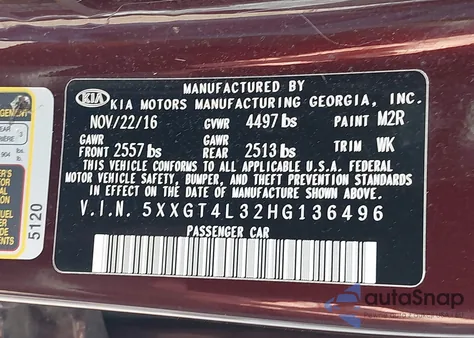 MANUFACTURED BY
KIA KIA MOTORS MANUFACTURING GEORGIA, INC.
NOV/22/16 GVWR 4497 lbs PAINT M2R
GAWR FRONT 2557 lbs GAWR REAR 2513 lbs TRIM WK
THIS VEHICLE CONFORMS TO ALL APPLICABLE U.S.A. FEDERAL
MOTOR VEHICLE SAFETY, BUMPER, AND THEFT PREVENTION STANDARDS
IN EFFECT ON THE DATE OF MANUFACTURE SHOWN ABOVE.
V.I.N. 5XXGT4L32HG136496
PASSENGER CAR
5120
autoSnap